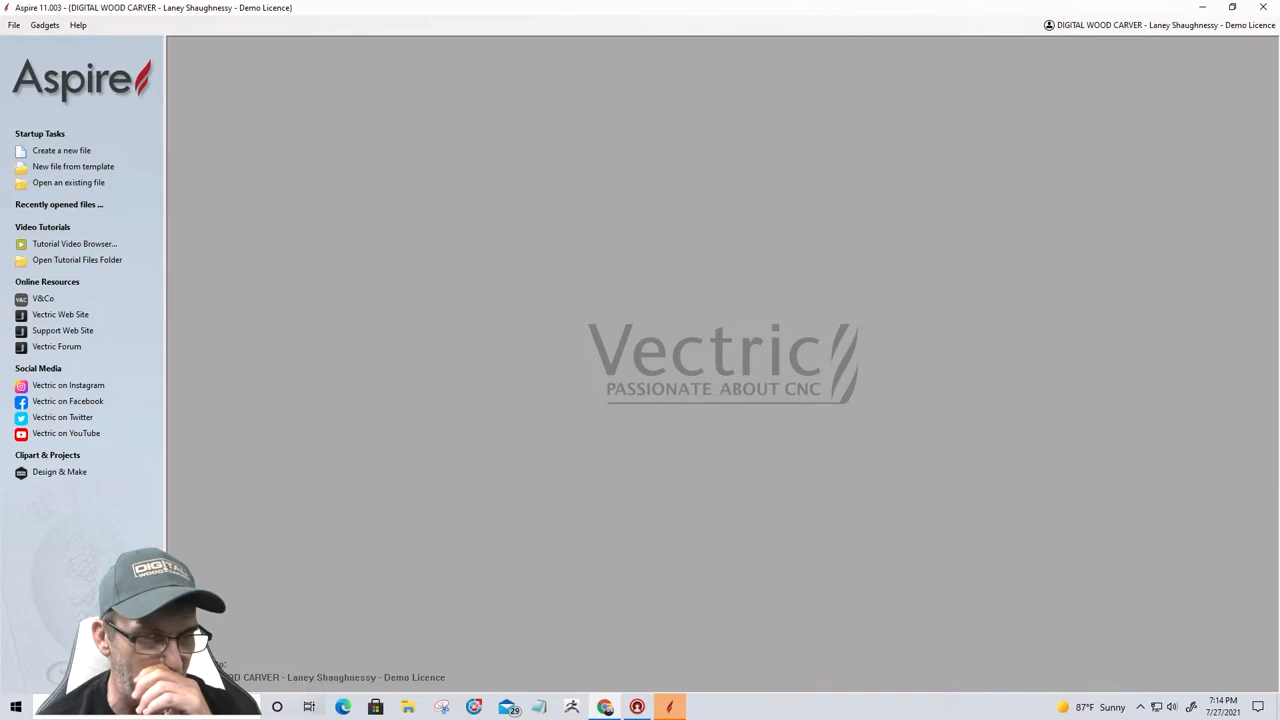 Aspire 11.003 - {DIGITAL WOOD CARVER - Laney Shaughnessy - Demo Licence}
File Gadgets Help
DIGITAL WOOD CARVER - Laney Shaughnessy - Demo Licence
Aspire
Startup Tasks
Create a new file
New file from template
Open an existing file
Recently opened files ...
Video Tutorials
Tutorial Video Browser...
Open Tutorial Files Folder
Online Resources
V&C V&Co
Vectric Web Site
Support Web Site
Vectric Forum
Social Media
Vectric on Instagram
Vectric on Facebook
Vectric on Twitter
Vectric on YouTube
Clipart & Projects
Design & Make
Vectric
PASSIONATE ABOUT CNC
DIGITAL
WOOD CARVER
CARVER - Laney Shaughnessy - Demo Licence
29
87°F Sunny
7:14 PM
7/27/2021